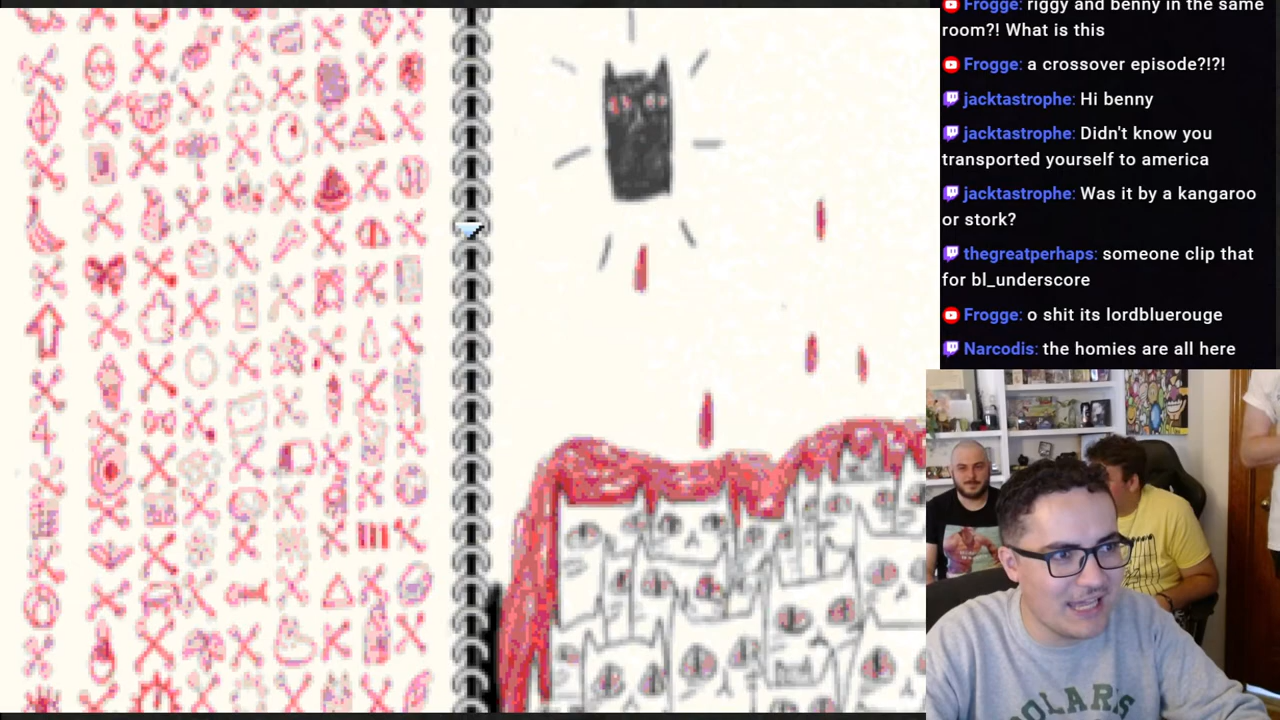 Frogge: riggy and benny in the same
room?! What is this
Frogge: a crossover episode?!?!
jacktastrophe: Hi benny
jacktastrophe: Didn't know you
transported yourself to america
jacktastrophe: Was it by a kangaroo
or stork?
thegreatperhaps: someone clip that
for bl_underscore
Frogge: o shit its lordbluerouge
Narcodis: the homies are all here
4
OLARS